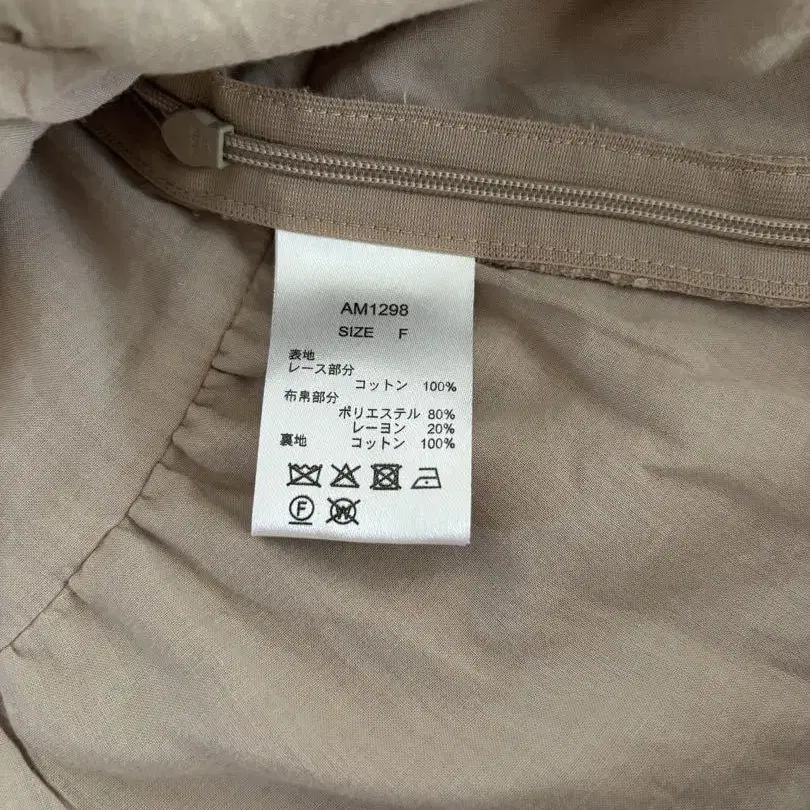 AM1298
SIZE F
表地
レース部分
コットン 100%
布帛部分
ポリエステル 80%
レーヨン 20%
裏地 コットン 100%
F W